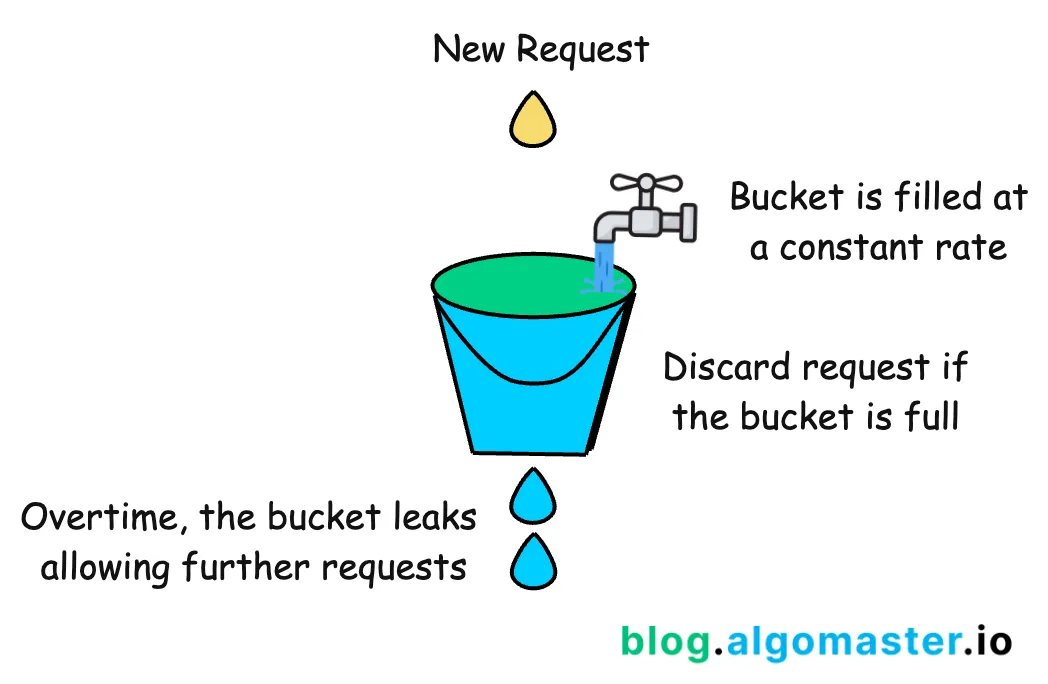 New Request
Bucket is filled at
a constant rate
Discard request if
the bucket is full
Overtime, the bucket leaks
allowing further requests
blog.algomaster.io